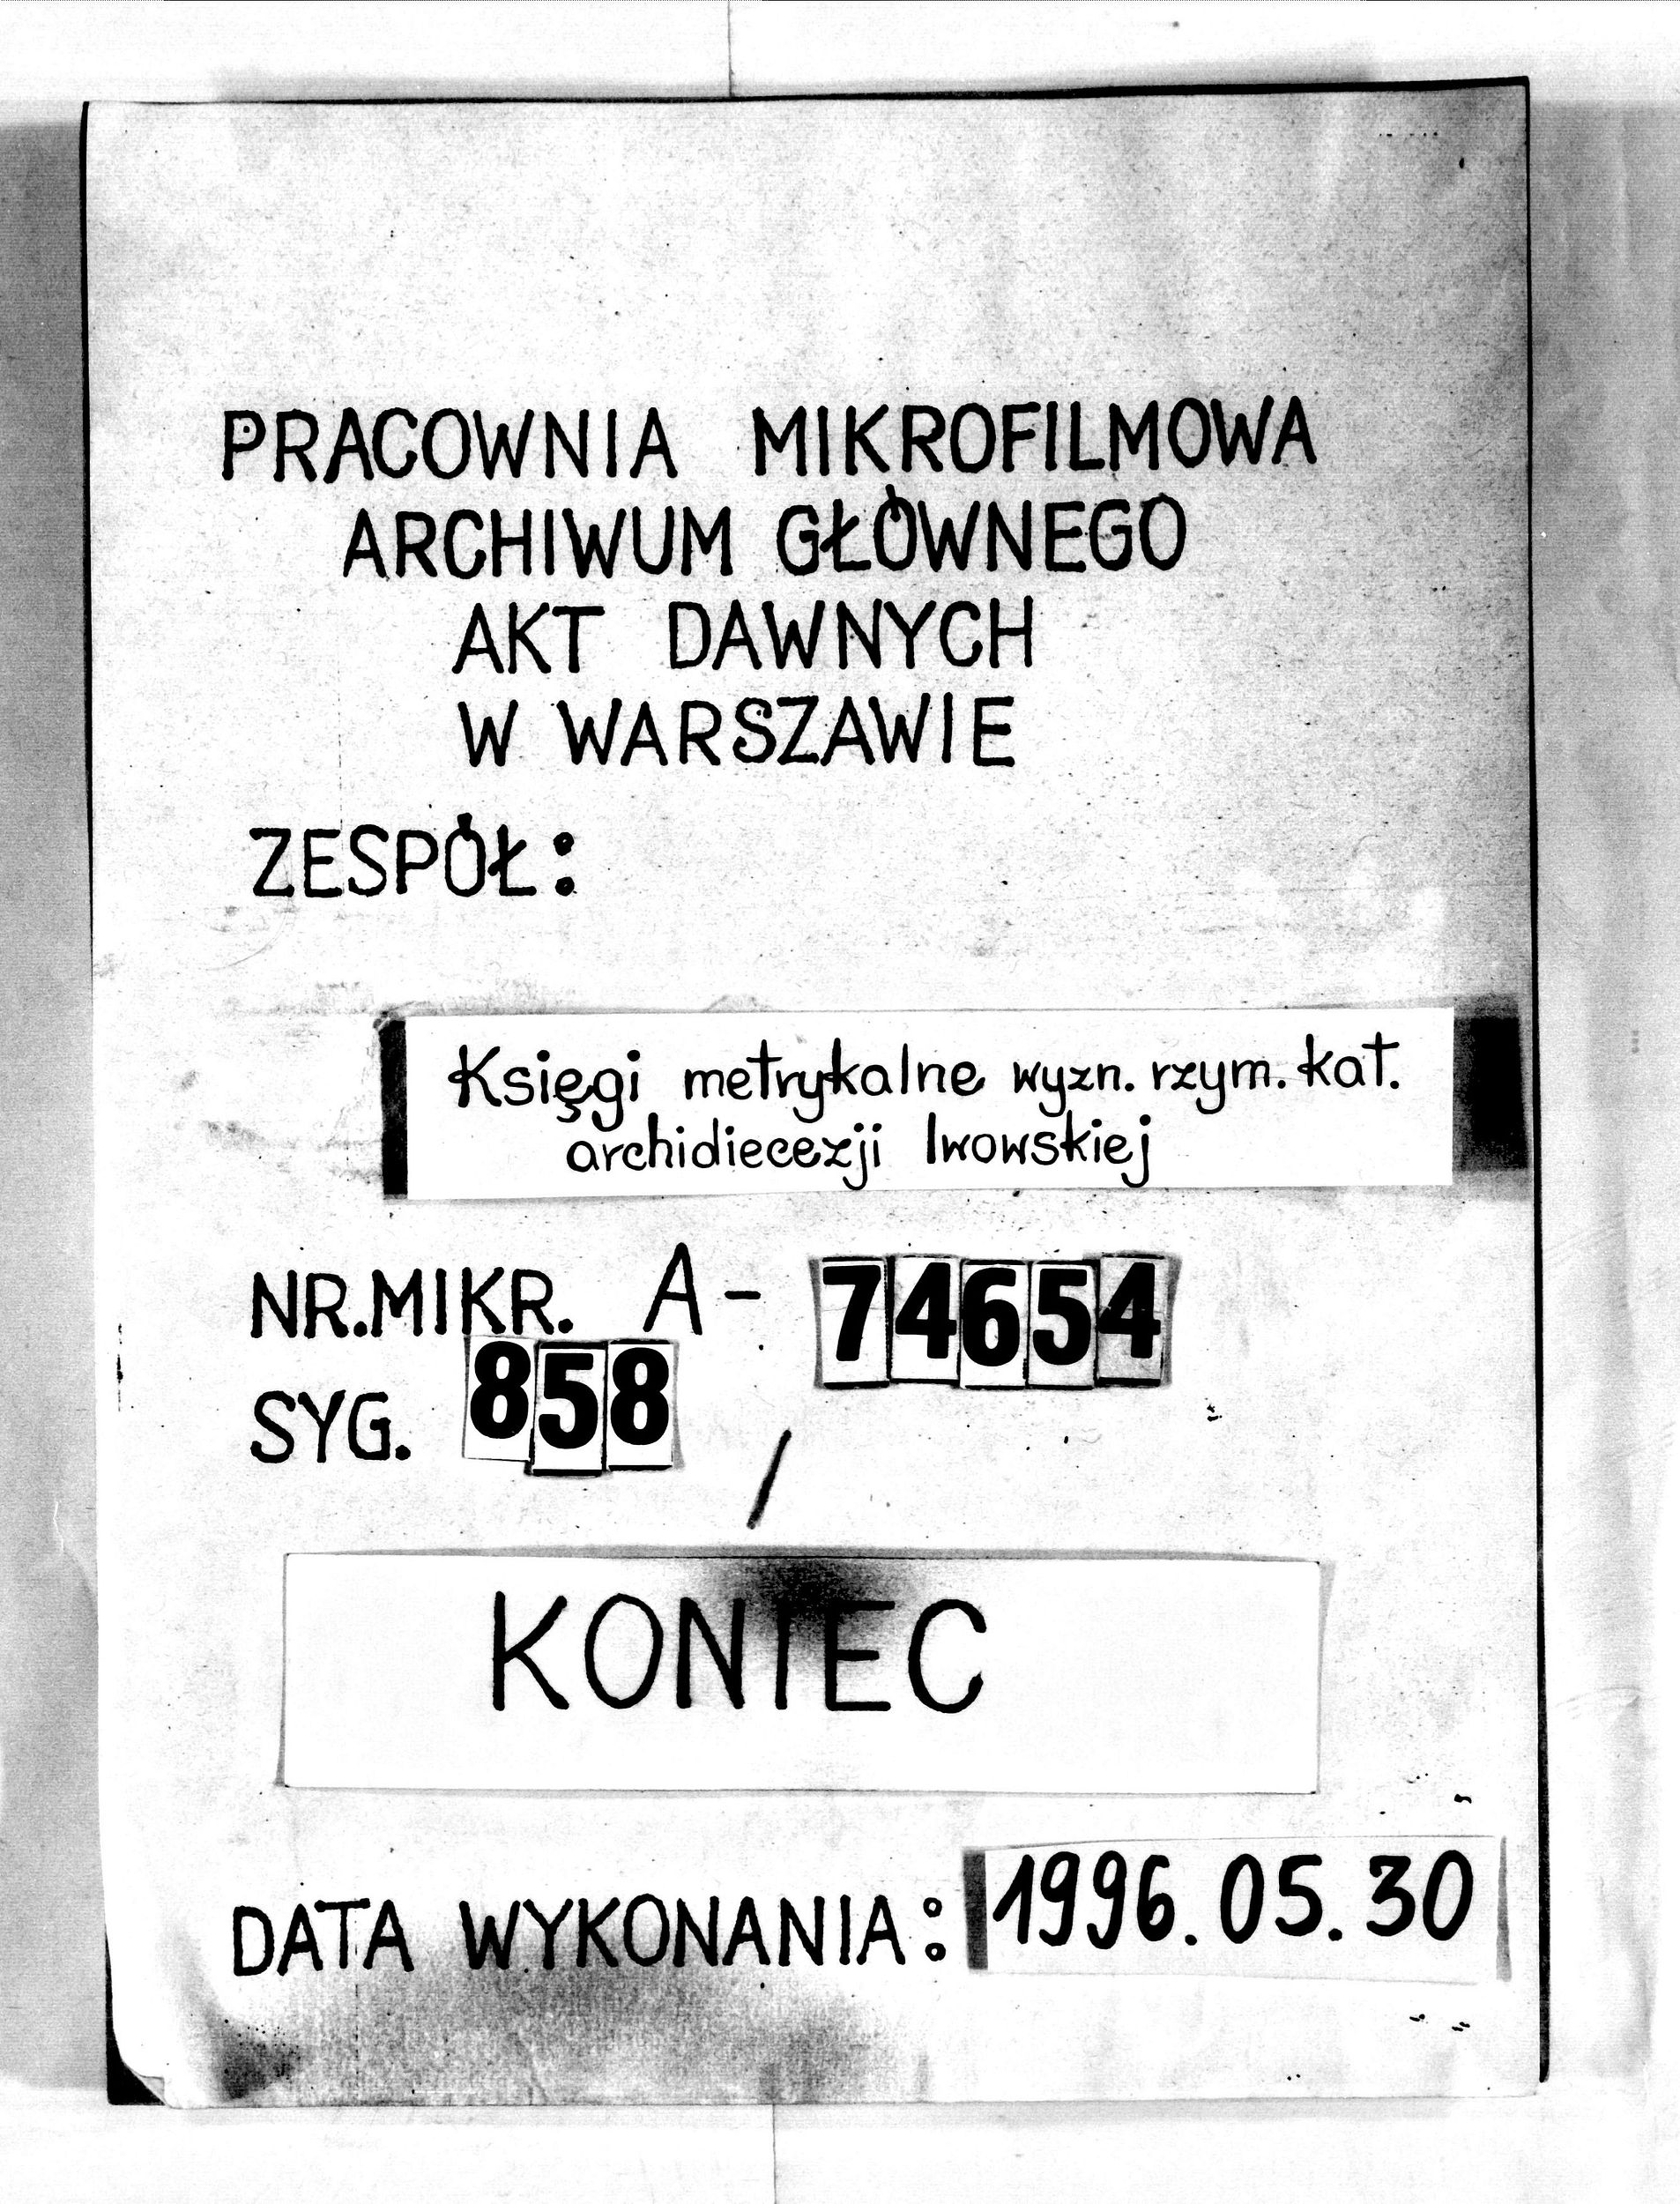 PRACOWNIA MIKROFILMOWA
ARCHIWUM GŁÓWNEGO
AKT DAWNYCH
W WARSZAWIE
ZESPÓŁ:
Księgi metrykalne wyzn. rzym. kat.
archidiecezji lwowskiej
NR.MIKR. A- 74654
SYG. 858 /
KONIEC
DATA WYKONANIA: 1996.05.30